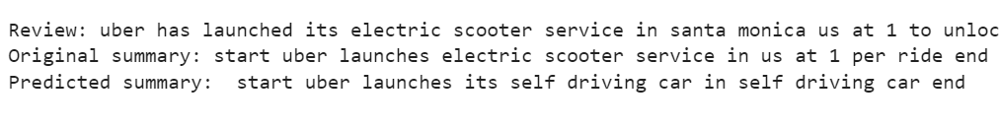 Review: uber has launched its electric scooter service in santa monica us at 1 to unloc
Original summary: start uber launches electric scooter service in us at 1 per ride end
Predicted summary:  start uber launches its self driving car in self driving car end